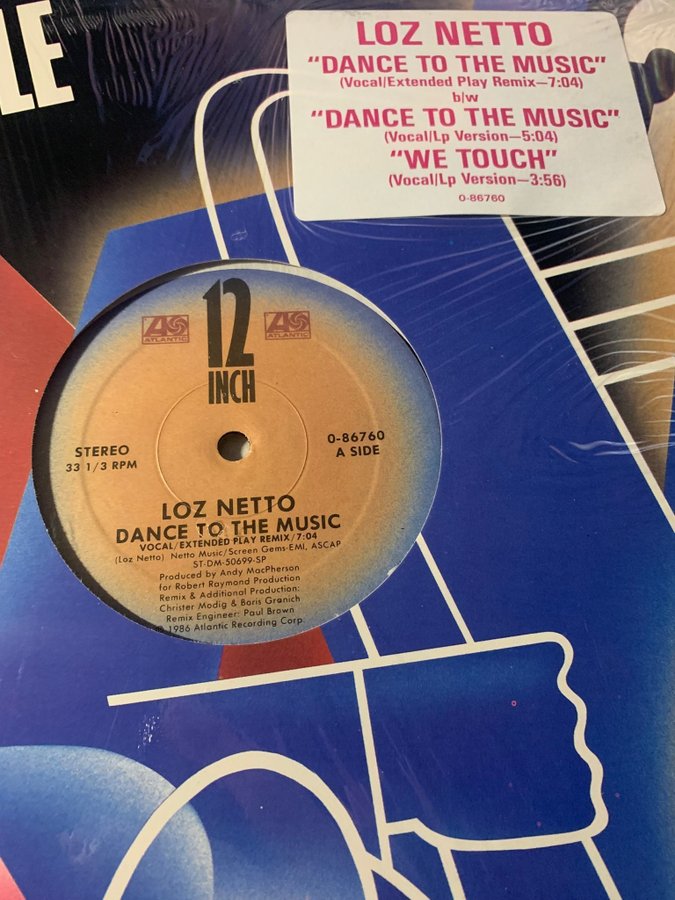 LE
LOZ NETTO
"DANCE TO THE MUSIC"
(Vocal/Extended Play Remix—7:04)
b/w
"DANCE TO THE MUSIC"
(Vocal/Lp Version—5:04)
"WE TOUCH"
(Vocal/Lp Version—3:56)
0-86760
ATLANTIC
12
INCH
ATLANTIC
STEREO
33 1/3 RPM
0-86760
A SIDE
LOZ NETTO
DANCE TO THE MUSIC
VOCAL/EXTENDED PLAY REMIX/7:04
(Loz Netto) Netto Music/Screen Gems-EMI, ASCAP
ST-DM-50699-SP
Produced by Andy MacPherson
for Robert Raymond Production
Remix & Additional Production:
Christer Modig & Boris Granich
Remix Engineer: Paul Brown
1986 Atlantic Recording Corp.